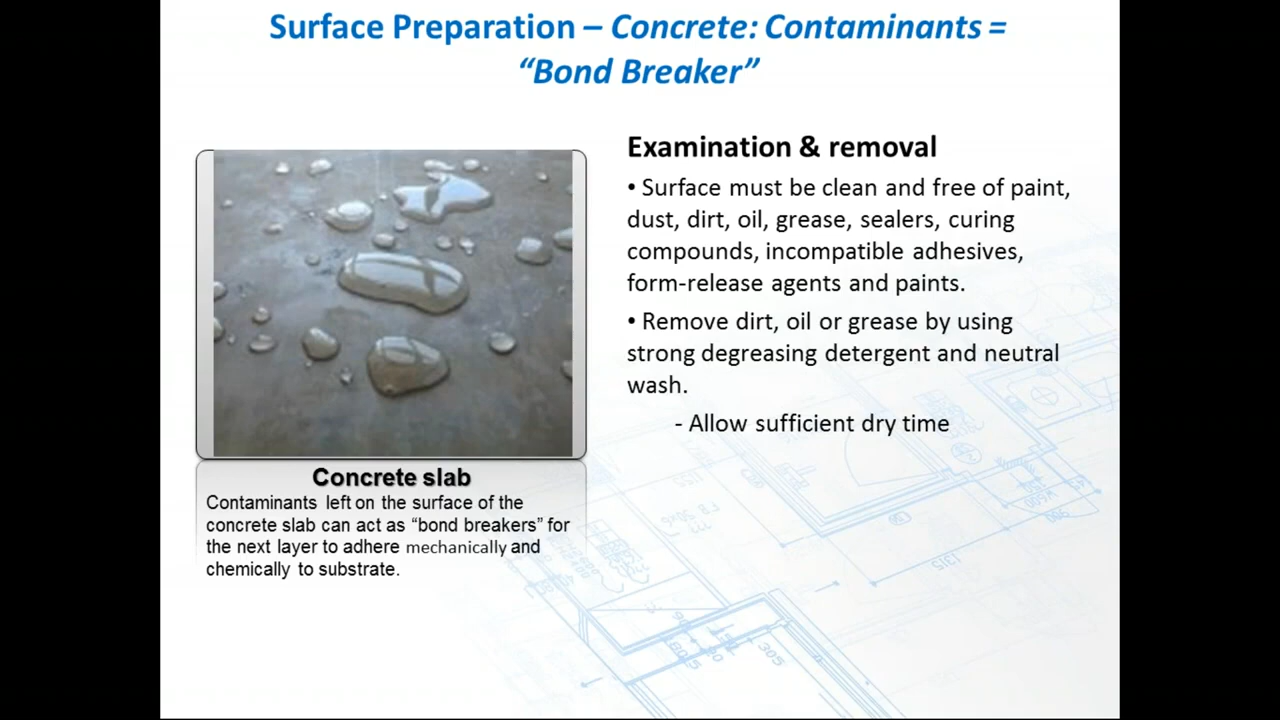 Surface Preparation – Concrete: Contaminants =
“Bond Breaker”
Examination & removal
• Surface must be clean and free of paint,
dust, dirt, oil, grease, sealers, curing
compounds, incompatible adhesives,
form-release agents and paints.
• Remove dirt, oil or grease by using
strong degreasing detergent and neutral
wash.
- Allow sufficient dry time
Concrete slab
Contaminants left on the surface of the
concrete slab can act as “bond breakers” for
the next layer to adhere mechanically and
chemically to substrate.
1315
305